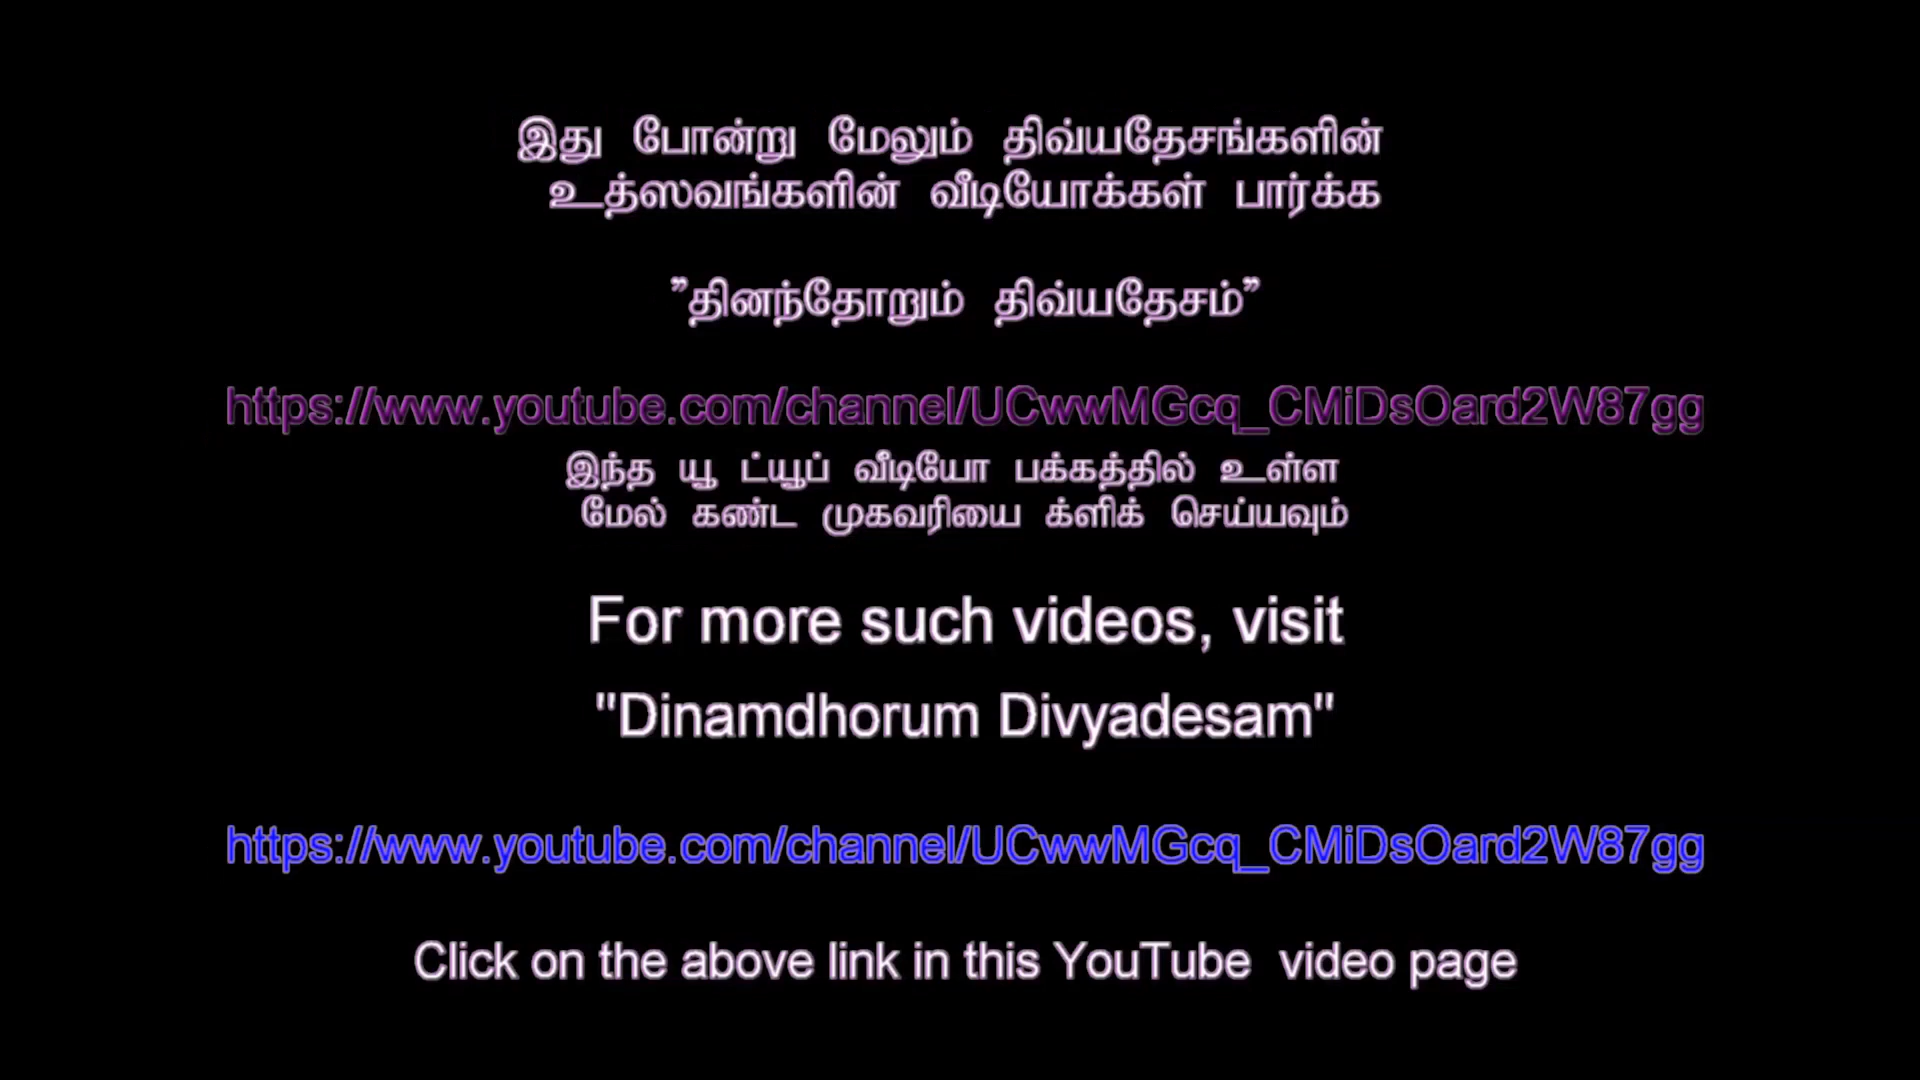 இது போன்று மேலும் திவ்யதேசங்களின்
உத்ஸவங்களின் வீடியோக்கள் பார்க்க
”தினந்தோறும் திவ்யதேசம்”
https://www.youtube.com/channel/UCwwMGcq_CMiDsOard2W87gg
இந்த யூ ட்யூப் வீடியோ பக்கத்தில் உள்ள
மேல் கண்ட முகவரியை க்ளிக் செய்யவும்
For more such videos, visit
"Dinamdhorum Divyadesam"
https://www.youtube.com/channel/UCwwMGcq_CMiDsOard2W87gg
Click on the above link in this YouTube  video page